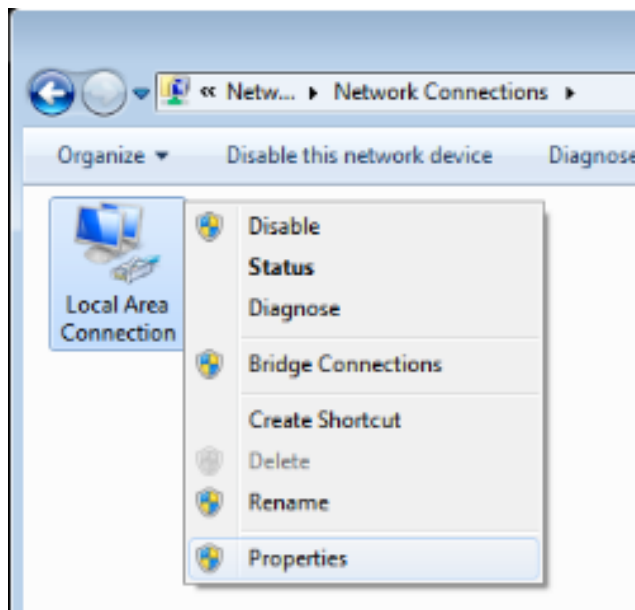 « Netw... ▸ Network Connections ▸
Organize ▾ Disable this network device Diagnose
Local Area
Connection
Disable
Status
Diagnose
Bridge Connections
Create Shortcut
Delete
Rename
Properties